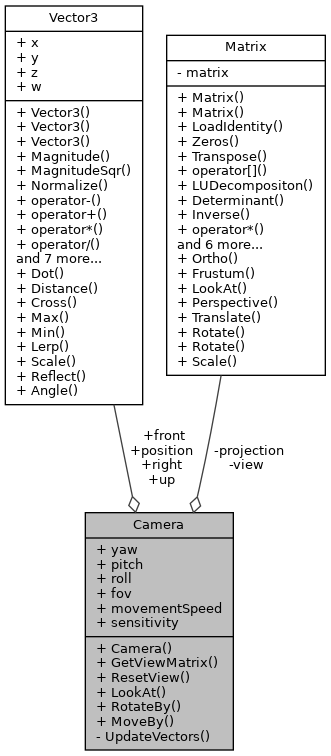 Vector3
+ x
+ y
+ z
+ w
+ Vector3()
+ Vector3()
+ Vector3()
+ Magnitude()
+ MagnitudeSqr()
+ Normalize()
+ operator-()
+ operator+()
+ operator*()
+ operator/()
and 7 more...
+ Dot()
+ Distance()
+ Cross()
+ Max()
+ Min()
+ Lerp()
+ Scale()
+ Reflect()
+ Angle()
Matrix
- matrix
+ Matrix()
+ Matrix()
+ LoadIdentity()
+ Zeros()
+ Transpose()
+ operator[]()
+ LUDecompositon()
+ Determinant()
+ Inverse()
+ operator*()
and 6 more...
+ Ortho()
+ Frustum()
+ LookAt()
+ Perspective()
+ Translate()
+ Rotate()
+ Rotate()
+ Scale()
+front
+position
+right
+up
-projection
-view
Camera
+ yaw
+ pitch
+ roll
+ fov
+ movementSpeed
+ sensitivity
+ Camera()
+ GetViewMatrix()
+ ResetView()
+ LookAt()
+ RotateBy()
+ MoveBy()
- UpdateVectors()